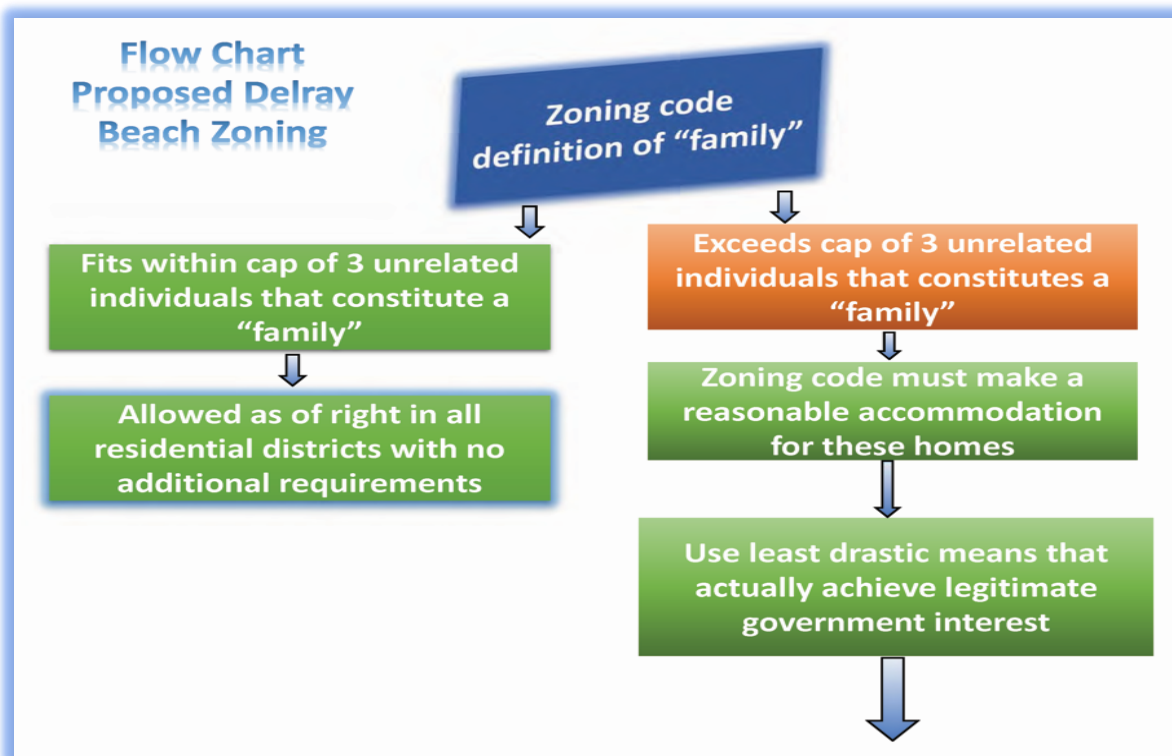 Flow Chart
Proposed Delray
Beach Zoning
Zoning code
definition of “family”
Fits within cap of 3 unrelated
individuals that constitute a
“family”
Allowed as of right in all
residential districts with no
additional requirements
Exceeds cap of 3 unrelated
individuals that constitutes a
“family”
Zoning code must make a
reasonable accommodation
for these homes
Use least drastic means that
actually achieve legitimate
government interest